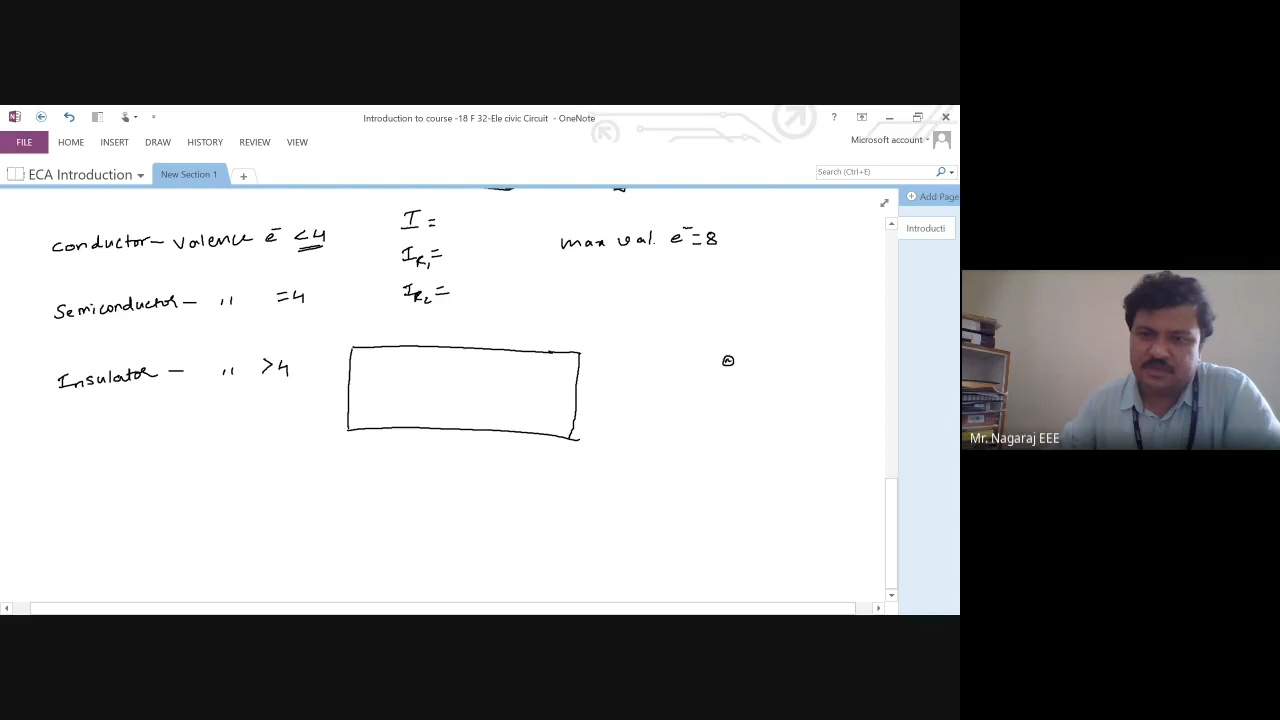 Introduction to course -18 F 32-Ele civic Circuit - OneNote
FILE HOME INSERT DRAW HISTORY REVIEW VIEW
Microsoft account
ECA Introduction
New Section 1
Search (Ctrl+E)
Add Page
Introducti
Conductor – Valence e⁻ <4
Semiconductor – ,, =4
Insulator – ,, >4
I =
I_R₁ =
I_R₂ =
max val. e⁻=8
Mr. Nagaraj EEE